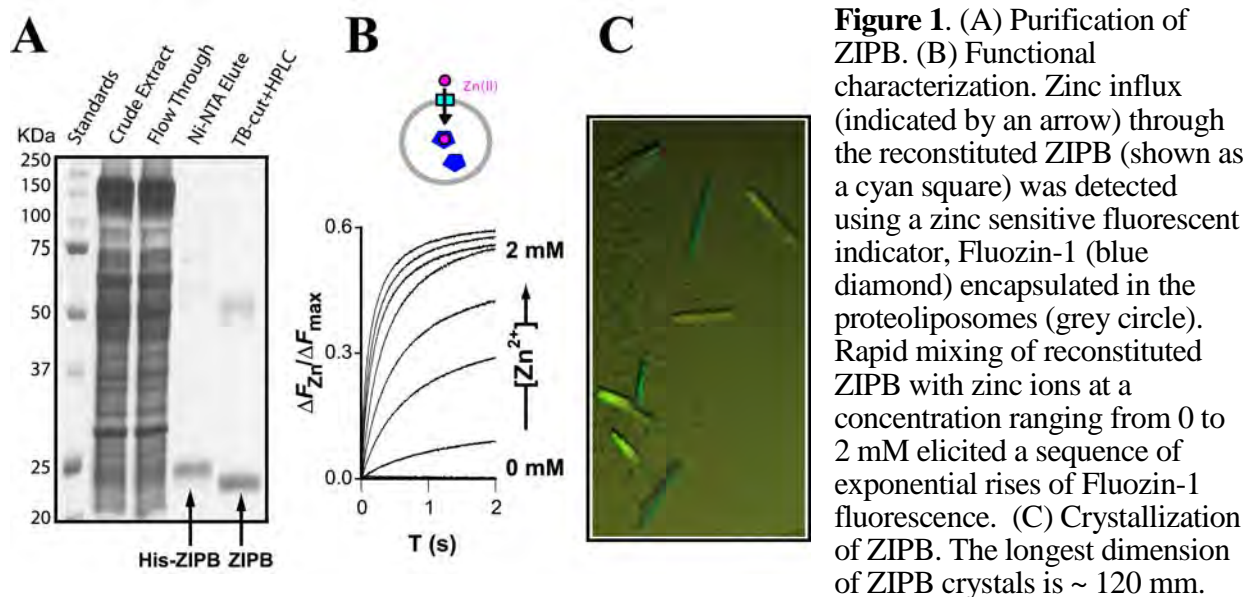 A
B
C
KDa
Standards
Crude Extract
Flow Through
Ni-NTA Elute
TB-cut+HPLC
250
150
100
75
50
37
25
20
His-ZIPB ZIPB
Zn(II)
0.6
0.3
0.0
ΔF_Zn/ΔF_max
2 mM
[Zn²⁺]
0 mM
0 1 2
T (s)
Figure 1. (A) Purification of
ZIPB. (B) Functional
characterization. Zinc influx
(indicated by an arrow) through
the reconstituted ZIPB (shown as
a cyan square) was detected
using a zinc sensitive fluorescent
indicator, Fluozin-1 (blue
diamond) encapsulated in the
proteoliposomes (grey circle).
Rapid mixing of reconstituted
ZIPB with zinc ions at a
concentration ranging from 0 to
2 mM elicited a sequence of
exponential rises of Fluozin-1
fluorescence. (C) Crystallization
of ZIPB. The longest dimension
of ZIPB crystals is ~ 120 mm.